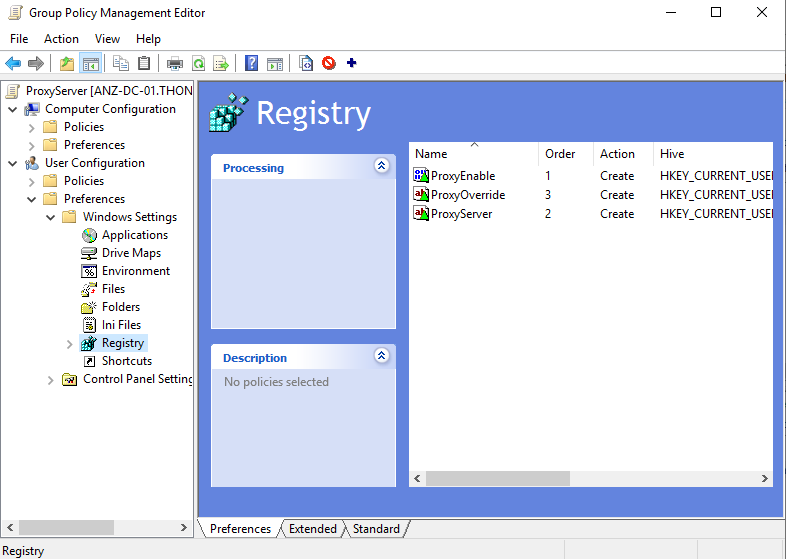 Group Policy Management Editor
File Action View Help
ProxyServer [ANZ-DC-01.THON
Computer Configuration
Policies
Preferences
User Configuration
Policies
Preferences
Windows Settings
Applications
Drive Maps
Environment
Files
Folders
Ini Files
Registry
Shortcuts
Control Panel Setting
Registry
Processing
Description
No policies selected
Name Order Action Hive
ProxyEnable 1 Create HKEY_CURRENT_USE
ProxyOverride 3 Create HKEY_CURRENT_USE
ProxyServer 2 Create HKEY_CURRENT_USE
Preferences Extended Standard
Registry